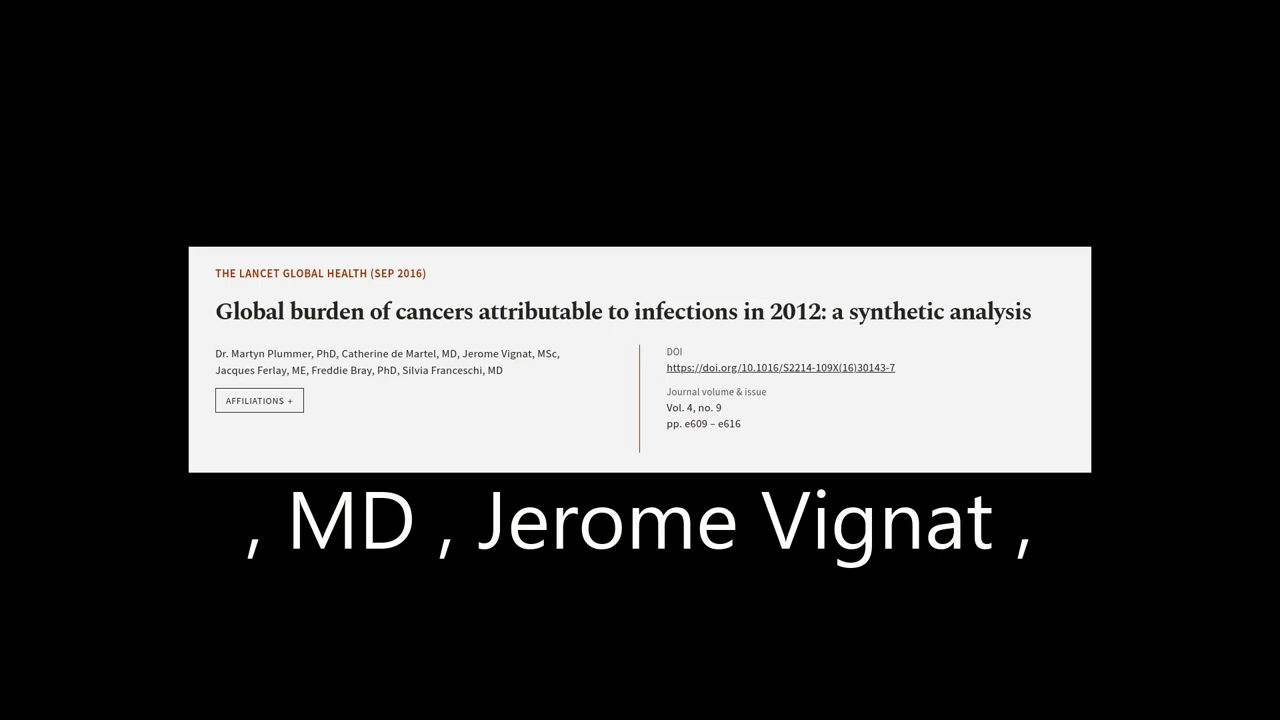 THE LANCET GLOBAL HEALTH (SEP 2016)
Global burden of cancers attributable to infections in 2012: a synthetic analysis
Dr. Martyn Plummer, PhD, Catherine de Martel, MD, Jerome Vignat, MSc,
Jacques Ferlay, ME, Freddie Bray, PhD, Silvia Franceschi, MD
AFFILIATIONS +
DOI
https://doi.org/10.1016/S2214-109X(16)30143-7
Journal volume & issue
Vol. 4, no. 9
pp. e609 – e616
, MD , Jerome Vignat ,